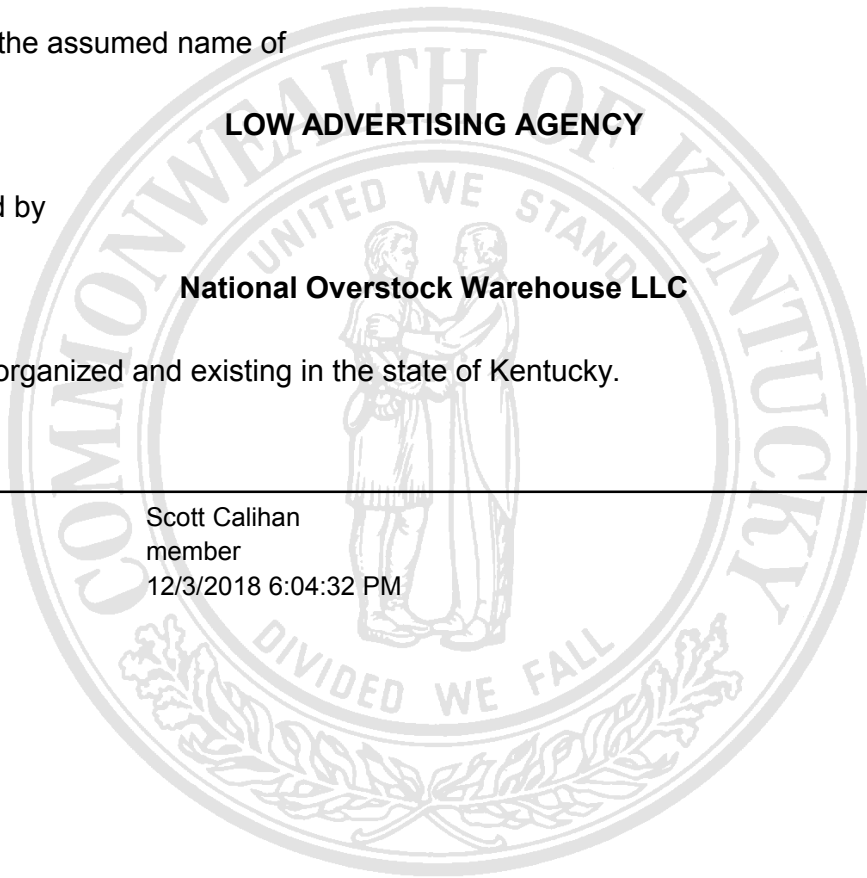 the assumed name of
LOW ADVERTISING AGENCY
d by
National Overstock Warehouse LLC
organized and existing in the state of Kentucky.
Scott Calihan
member
12/3/2018 6:04:32 PM
COMMONWEALTH OF KENTUCKY
UNITED WE STAND
DIVIDED WE FALL